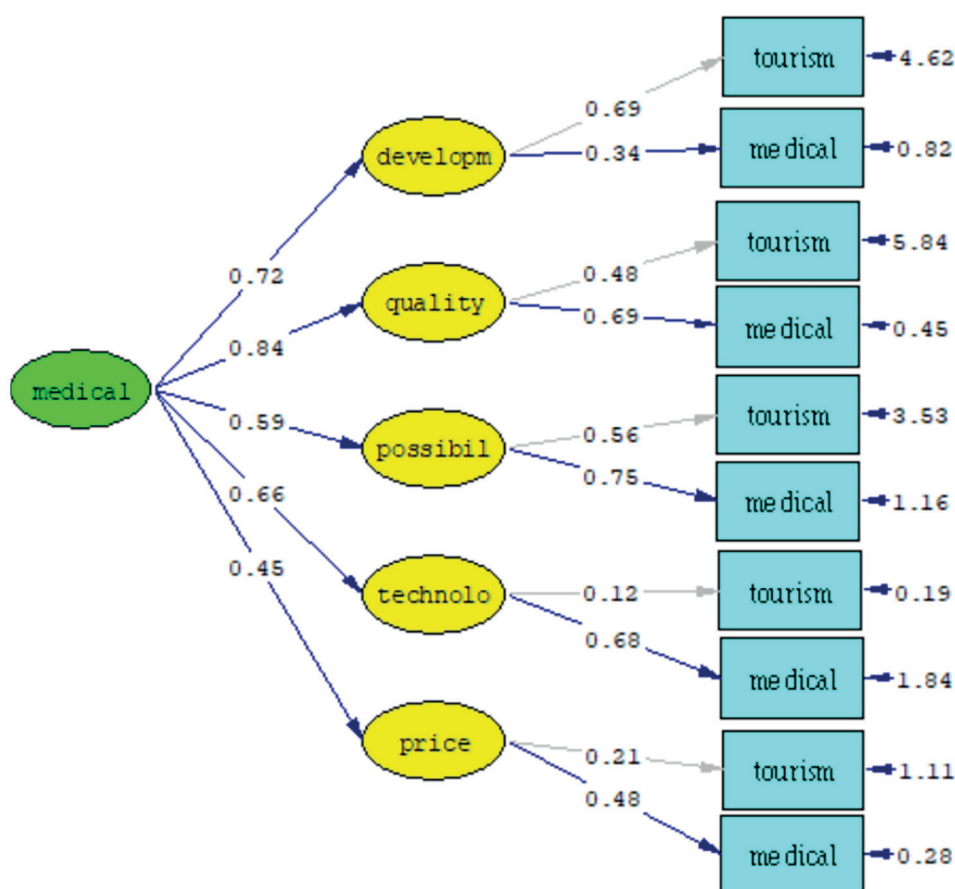 tourism
4.62
0.69
developm
0.34
medical
0.82
tourism
5.84
0.72
0.48
quality
0.69
medical
0.45
0.84
medical
0.59
tourism
3.53
0.56
possibil
0.75
medical
1.16
0.66
0.45
technolo
0.12
tourism
0.19
0.68
medical
1.84
price
0.21
tourism
1.11
0.48
medical
0.28